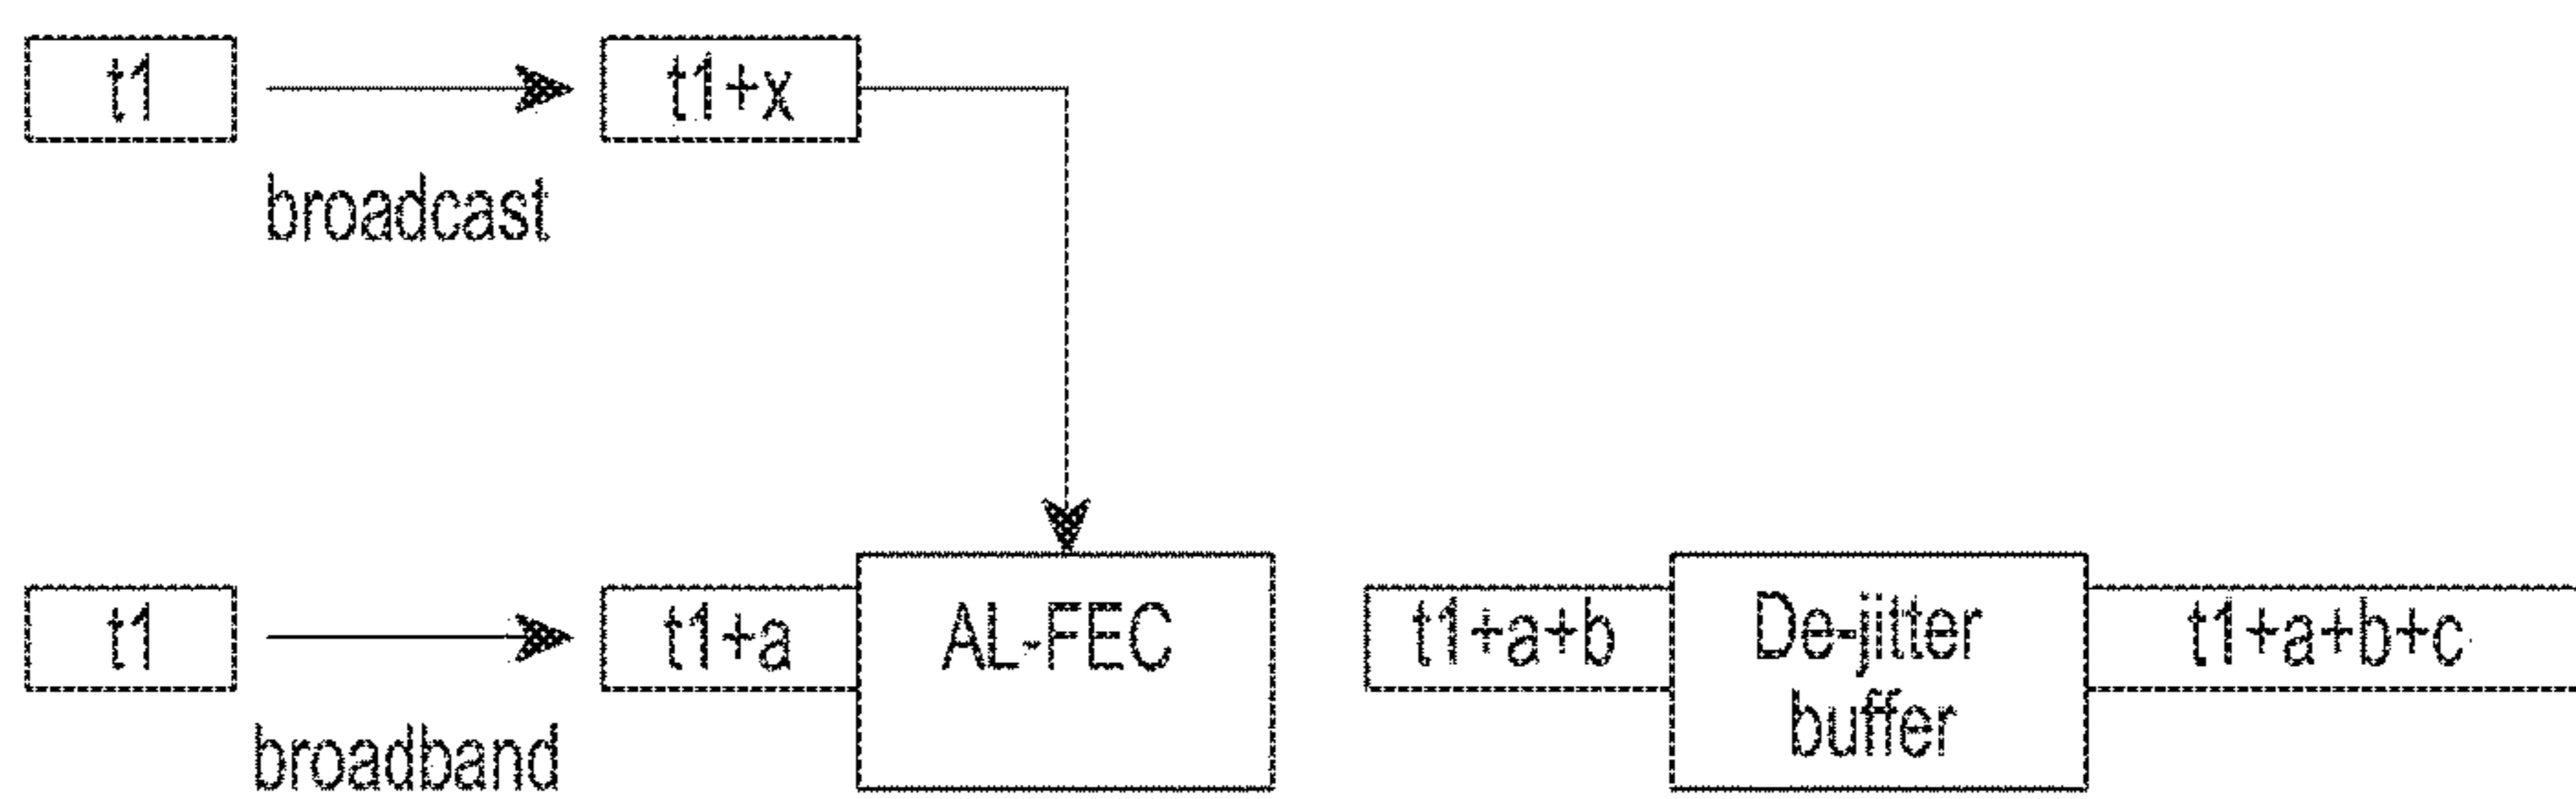 t1
t1+x
broadcast
t1
t1+a
AL-FEC
t1+a+b
De-jitter
buffer
t1+a+b+c
broadband